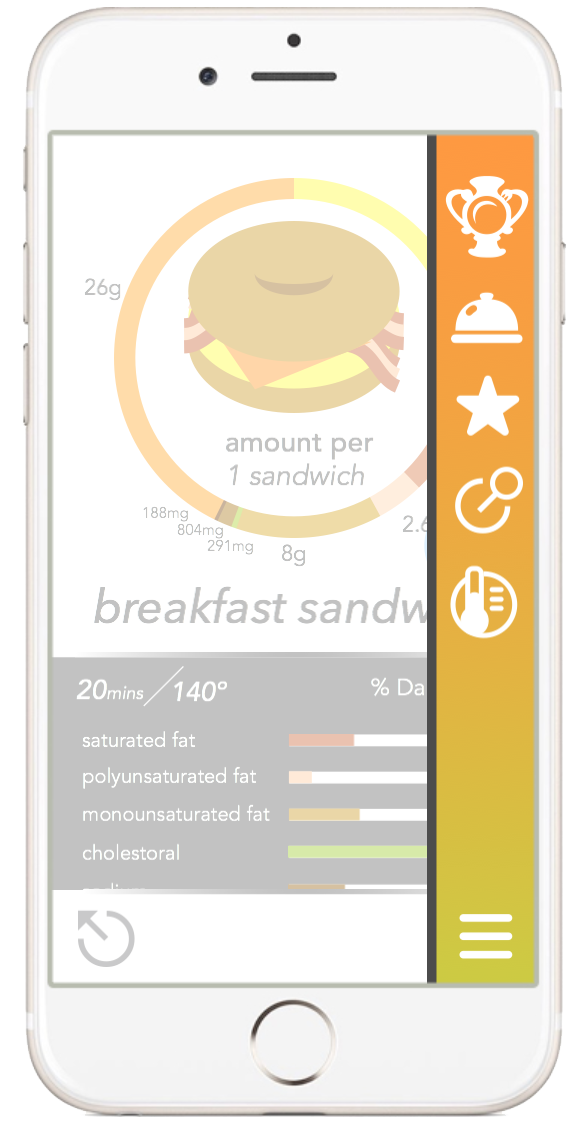 26g
amount per
1 sandwich
188mg
804mg
291mg
8g
2.6
breakfast sandw
20mins/140°
% Da
saturated fat
polyunsaturated fat
monounsaturated fat
cholestoral